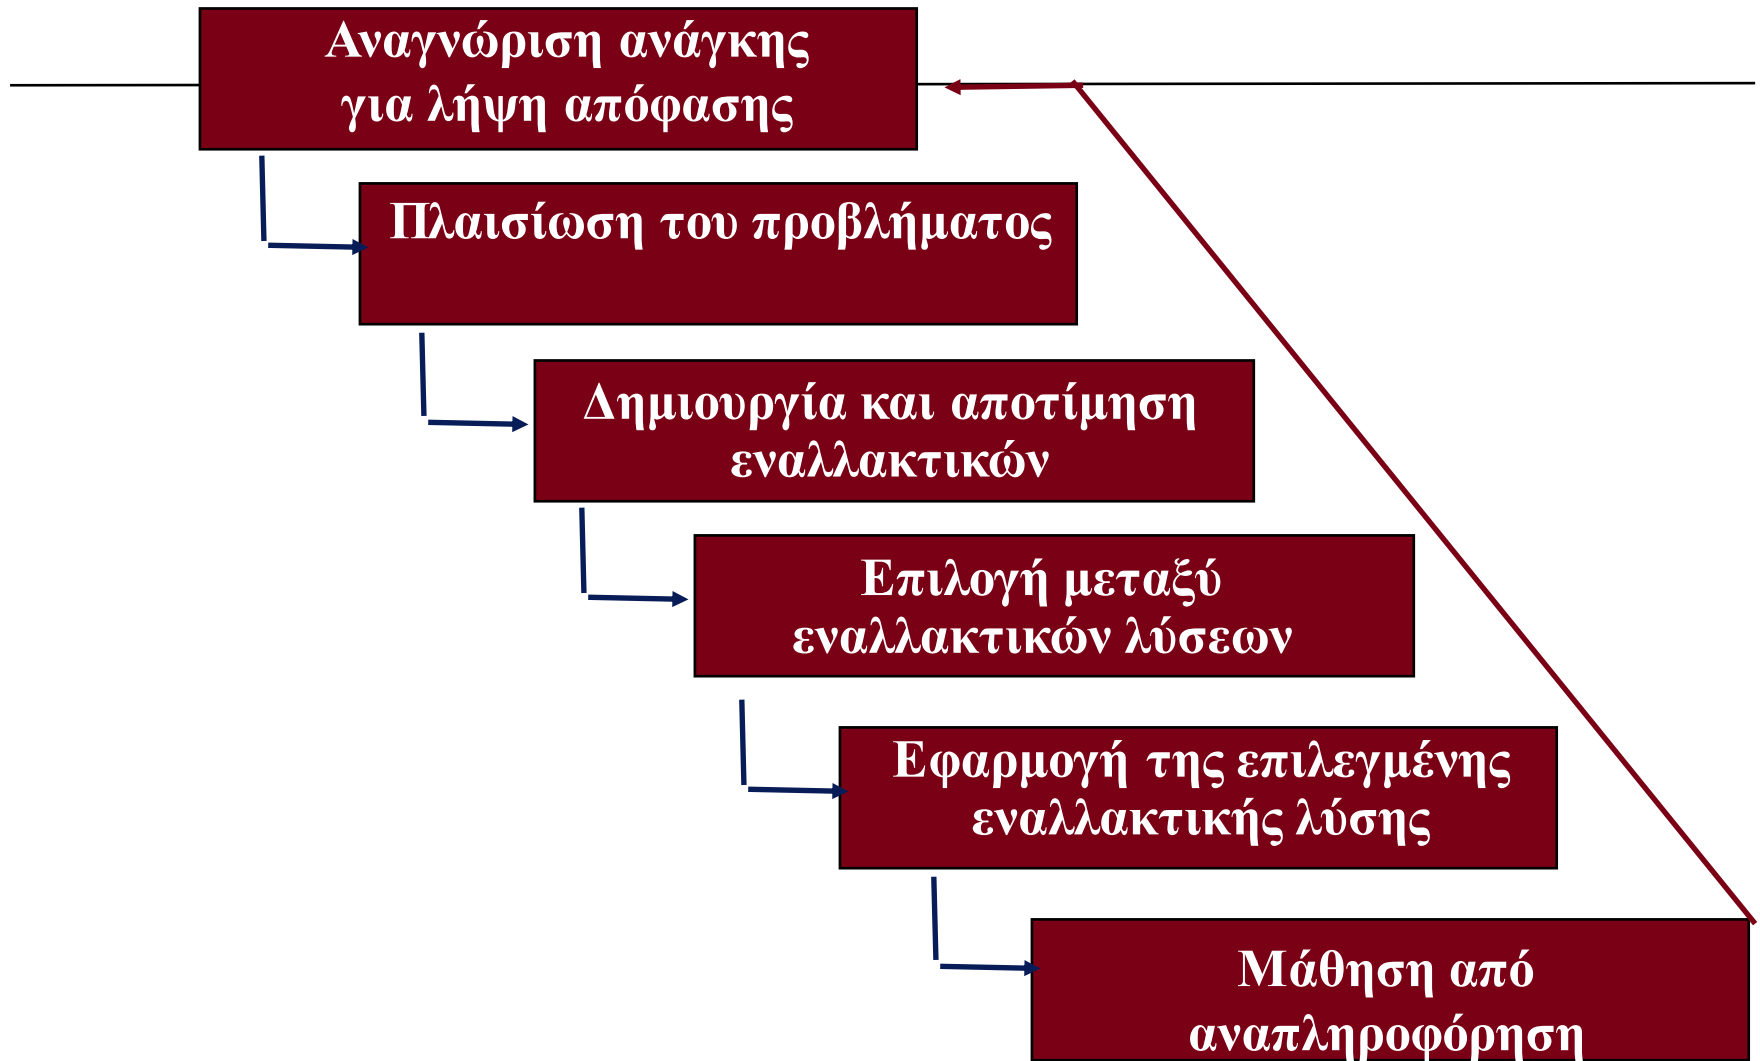 Αναγνώριση ανάγκης
για λήψη απόφασης
Πλαισίωση του προβλήματος
Δημιουργία και αποτίμηση
εναλλακτικών
Επιλογή μεταξύ
εναλλακτικών λύσεων
Εφαρμογή της επιλεγμένης
εναλλακτικής λύσης
Μάθηση από
αναπληροφόρηση